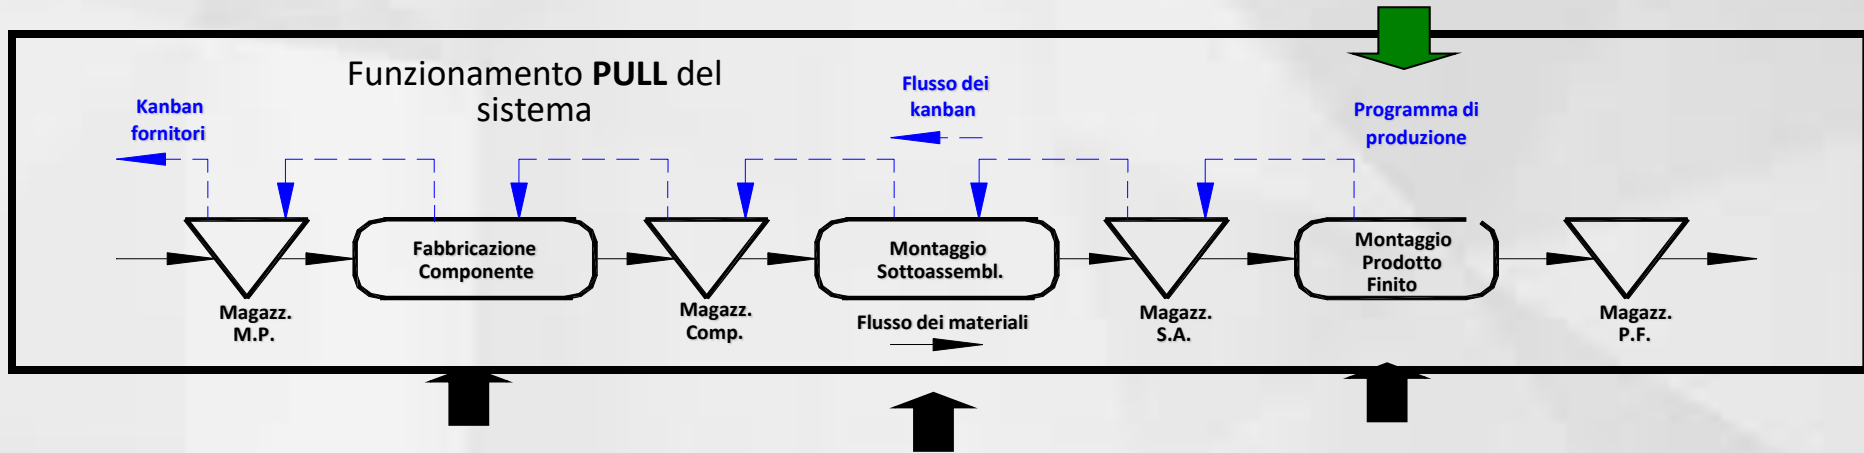 Funzionamento PULL del
sistema
Kanban
fornitori
Flusso dei
kanban
Programma di
produzione
Fabbricazione
Componente
Montaggio
Sottoassembl.
Montaggio
Prodotto
Finito
Magazz.
M.P.
Magazz.
Comp.
Flusso dei materiali
Magazz.
S.A.
Magazz.
P.F.